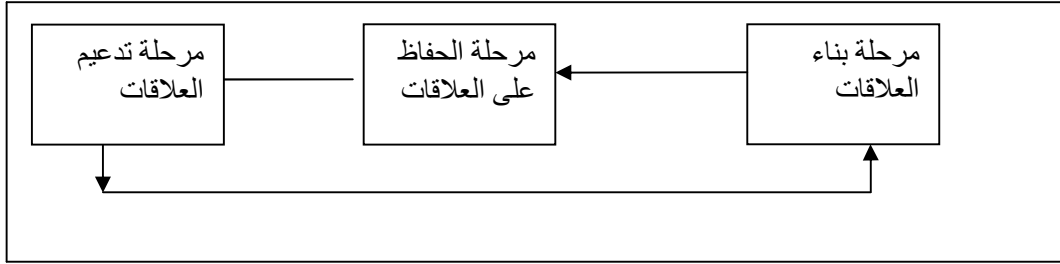 مرحلة بناء
العلاقات
مرحلة الحفاظ
على العلاقات
مرحلة تدعيم
العلاقات